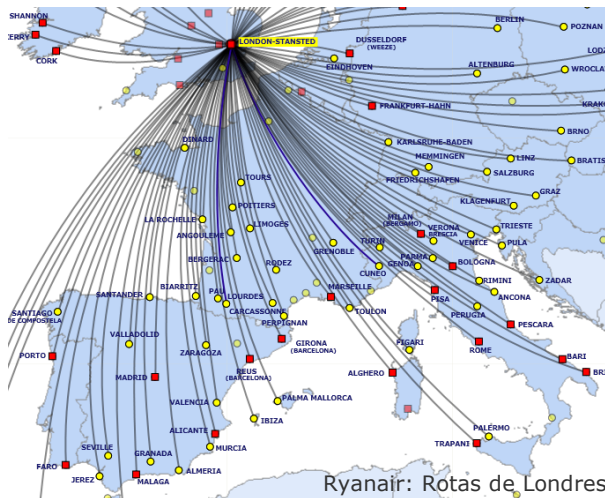 SHANNON
KERRY
CORK
LONDON-STANSTED
DUSSELDORF
(WEEZE)
EINDHOVEN
BERLIN
POZNAN
ALTENBURG
LODZ
WROCLAW
FRANKFURT-HAHN
KRAKO
BRNO
DINARD
KARLSRUHE-BADEN
MEMMINGEN
LINZ
BRATIS
FRIEDRICHSHAFEN
SALZBURG
TOURS
GRAZ
KLAGENFURT
POITIERS
LA ROCHELLE
ANGOULEME
LIMOGES
MILAN
(BERGAMO)
VERONA
BRESCIA
TRIESTE
VENICE
PULA
GRENOBLE
TURIN
BERGERAC
RODEZ
PARMA
GENOA
BOLOGNA
CUNEO
BIARRITZ
PAU
LOURDES
MARSEILLE
RIMINI
ZADAR
SANTANDER
CARCASSONNE
PISA
ANCONA
SANTIAGO
DE COMPOSTELA
PERPIGNAN
TOULON
PERUGIA
PESCARA
VALLADOLID
ZARAGOZA
GIRONA
(BARCELONA)
FIGARI
ROME
PORTO
REUS
(BARCELONA)
ALGHERO
BARI
BRI
MADRID
VALENCIA
PALMA MALLORCA
IBIZA
ALICANTE
PALERMO
TRAPANI
SEVILLE
GRANADA
MURCIA
FARO
JEREZ
MALAGA
ALMERIA
Ryanair: Rotas de Londres